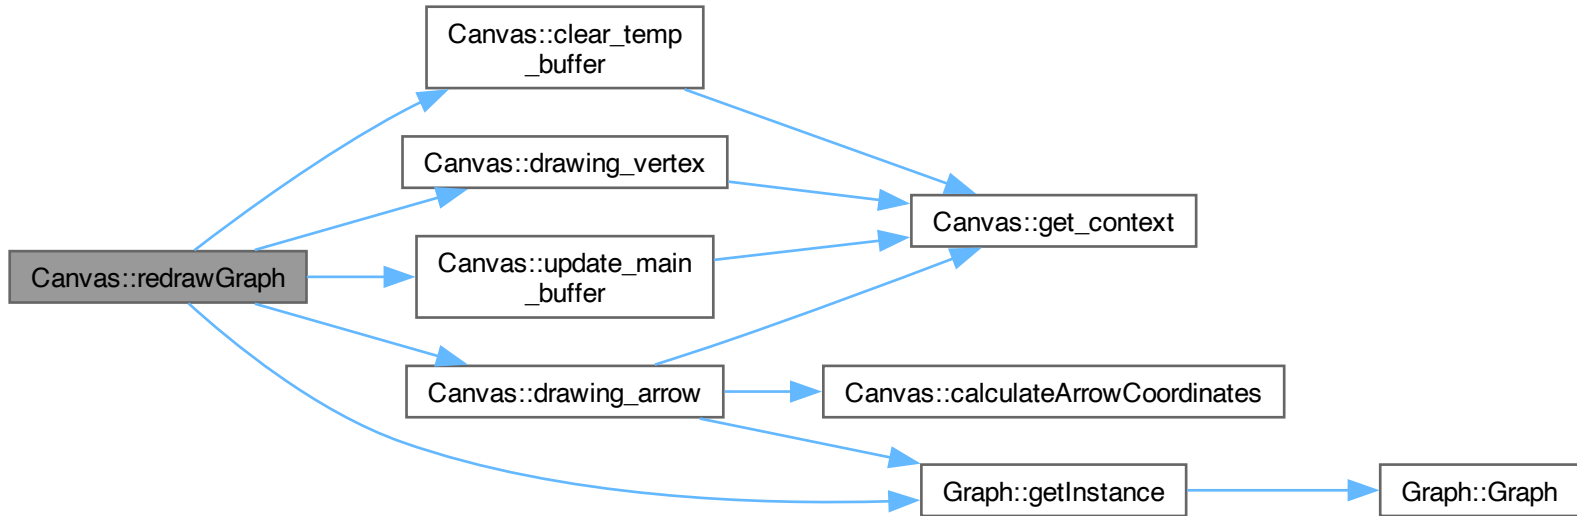 Canvas::clear_temp
_buffer
Canvas::drawing_vertex
Canvas::get_context
Canvas::redrawGraph
Canvas::update_main
_buffer
Canvas::drawing_arrow
Canvas::calculateArrowCoordinates
Graph::getInstance
Graph::Graph